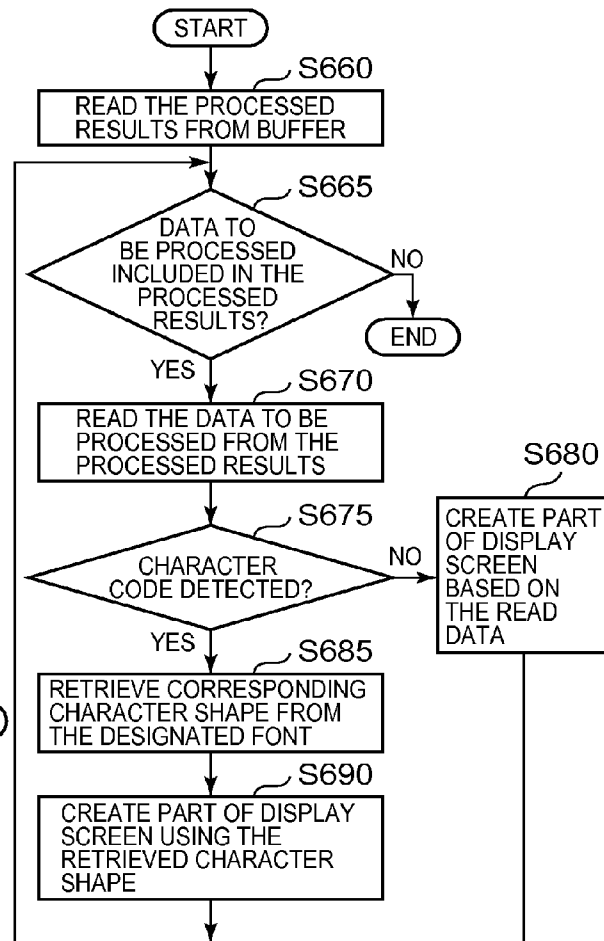 START
S660
READ THE PROCESSED
RESULTS FROM BUFFER
S665
DATA TO
BE PROCESSED
INCLUDED IN THE
PROCESSED
RESULTS?
NO
END
YES
S670
READ THE DATA TO BE
PROCESSED FROM THE
PROCESSED RESULTS
S675
CHARACTER
CODE DETECTED?
NO
S680
CREATE PART
OF DISPLAY
SCREEN
BASED ON
THE READ
DATA
YES
S685
RETRIEVE CORRESPONDING
CHARACTER SHAPE FROM
THE DESIGNATED FONT
S690
CREATE PART OF DISPLAY
SCREEN USING THE
RETRIEVED CHARACTER
SHAPE